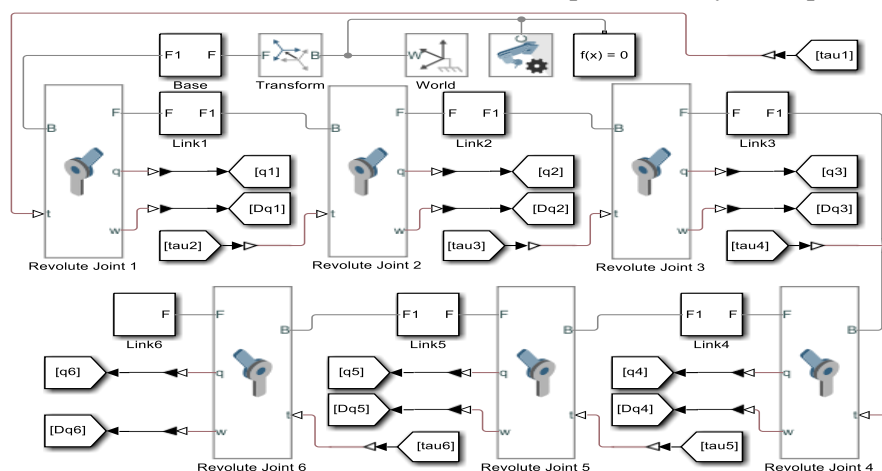 F1 F
F B
W
f(x) = 0
[tau1]
Base Transform World
B F
F F1
B F
F F1
B F
F F1
Link1 Link2 Link3
q [q1] q [q2] q [q3]
t w [Dq1] t w [Dq2] t w [Dq3]
[tau2] [tau3] [tau4]
Revolute Joint 1 Revolute Joint 2 Revolute Joint 3
F F B F1 F F B F1 F F B
Link6 Link5 Link4
[q6] q [q5] q [q4] q
[Dq6] w t [Dq5] w t [Dq4] w t
[tau6] [tau5]
Revolute Joint 6 Revolute Joint 5 Revolute Joint 4